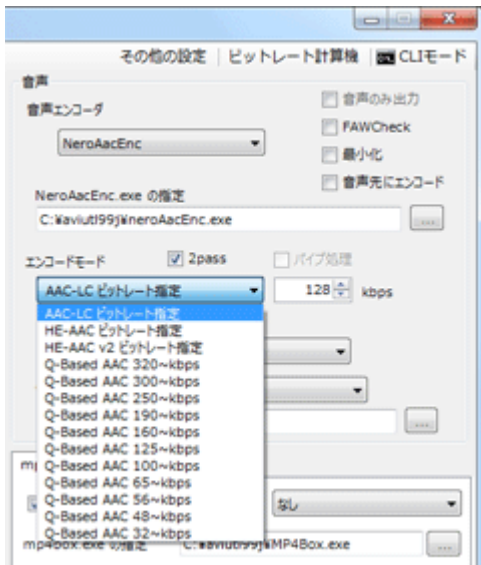 その他の設定 ビットレート計算機 CLIモード
音声
音声のみ出力
音声エンコーダ
FAWCheck
NeroAacEnc
最小化
音声先にエンコード
NeroAacEnc.exe の指定
C:¥aviutl99j¥neroAacEnc.exe ...
エンコードモード 2pass パイプ処理
AAC-LC ビットレート指定 128 kbps
AAC-LC ビットレート指定
HE-AAC ビットレート指定
HE-AAC v2 ビットレート指定
Q-Based AAC 320~kbps
Q-Based AAC 300~kbps
Q-Based AAC 250~kbps
Q-Based AAC 190~kbps
Q-Based AAC 160~kbps
...
Q-Based AAC 125~kbps
Q-Based AAC 100~kbps
Q-Based AAC 65~kbps
Q-Based AAC 56~kbps
なし
Q-Based AAC 48~kbps
Q-Based AAC 32~kbps
mp4box.exe の指定 C:¥aviutl99j¥MP4Box.exe ...